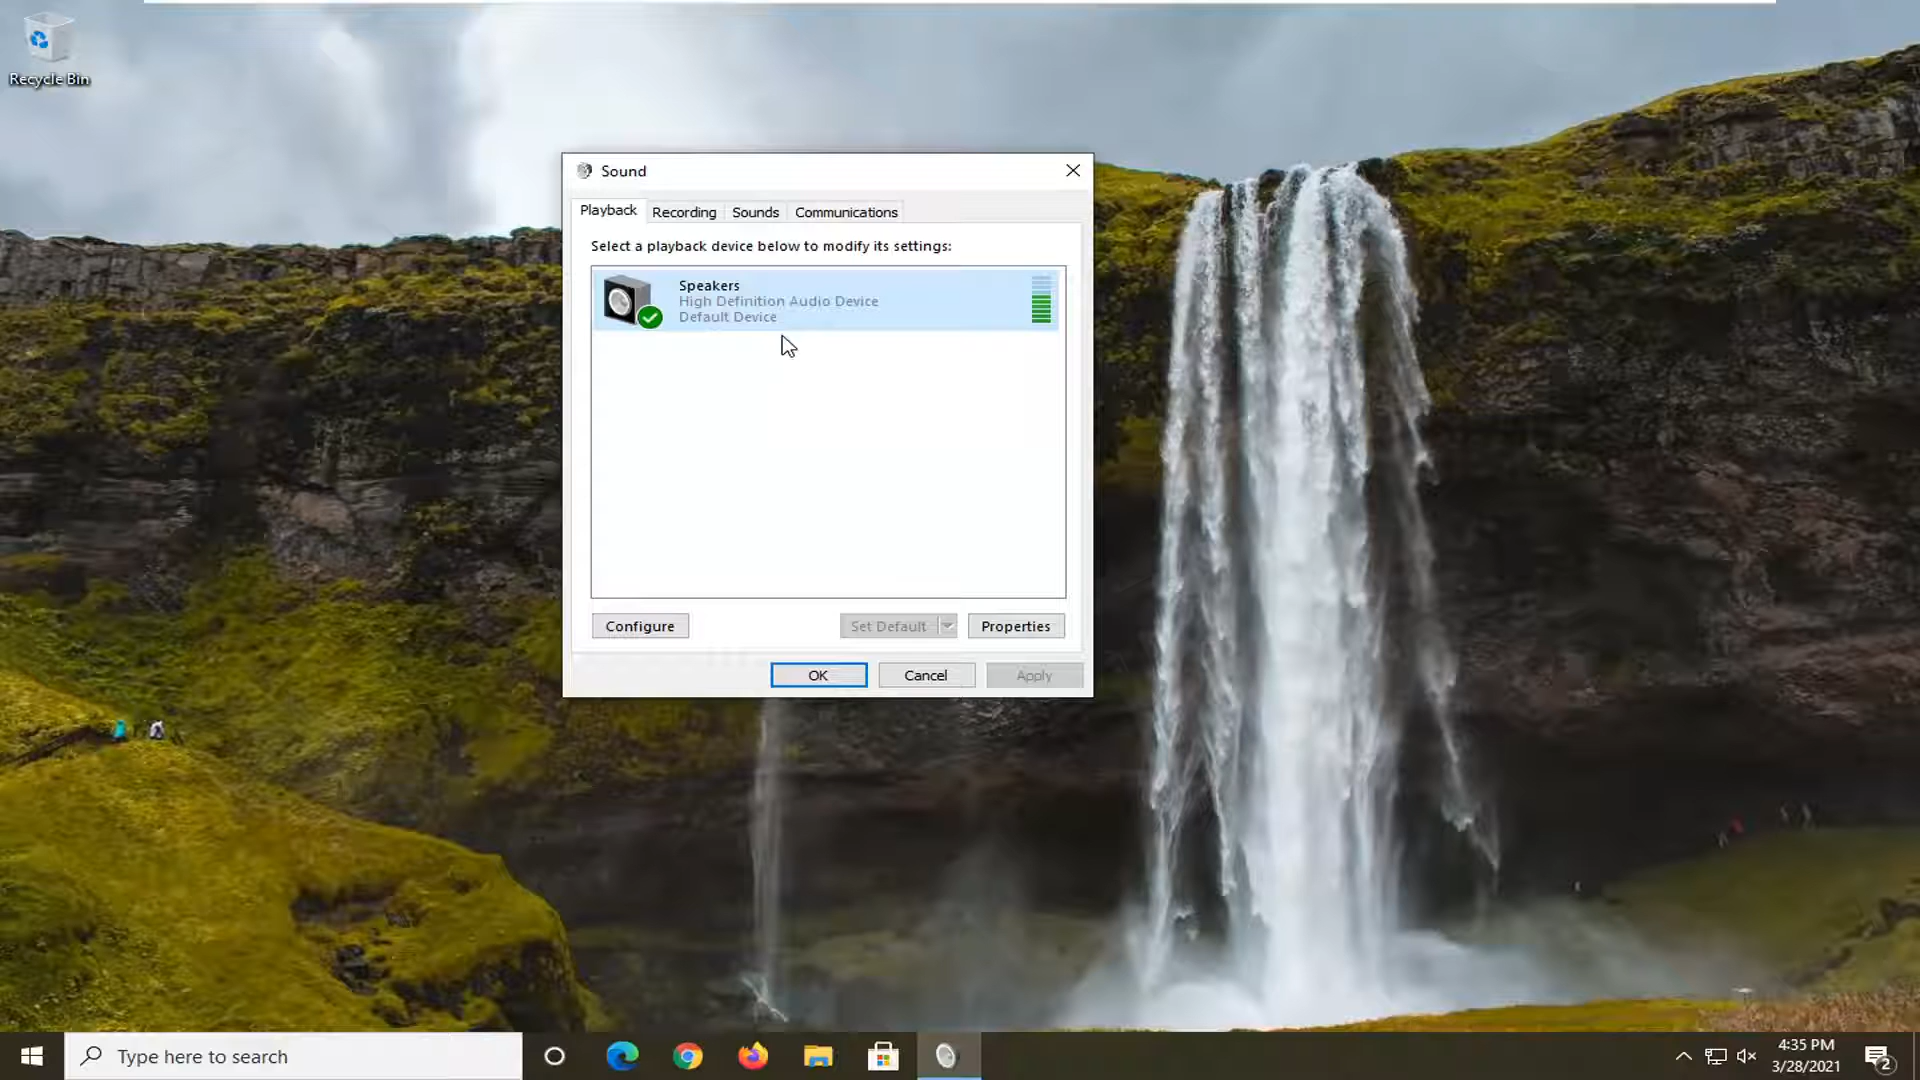 Recycle Bin
Sound
Playback Recording Sounds Communications
Select a playback device below to modify its settings:
Speakers
High Definition Audio Device
Default Device
Configure Set Default Properties
OK Cancel Apply
Type here to search
4:35 PM
3/28/2021
2